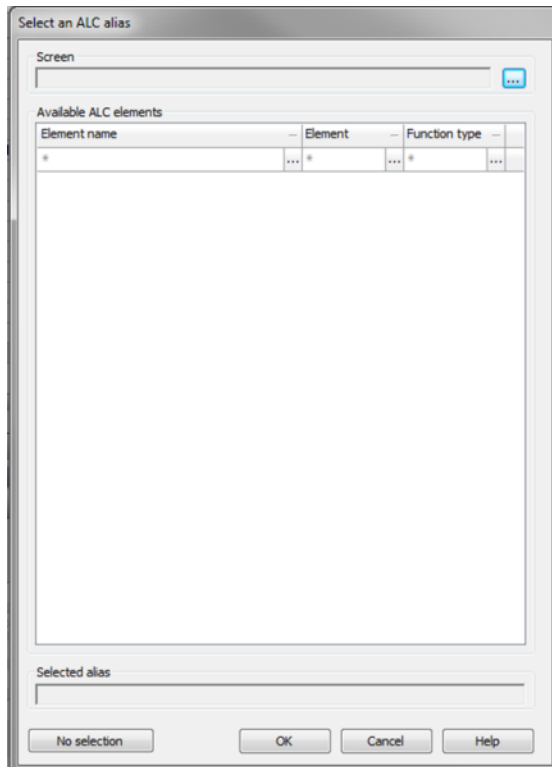 Select an ALC alias
Screen
...
Available ALC elements
Element name Element Function type
* ... * ... * ...
Selected alias
No selection OK Cancel Help